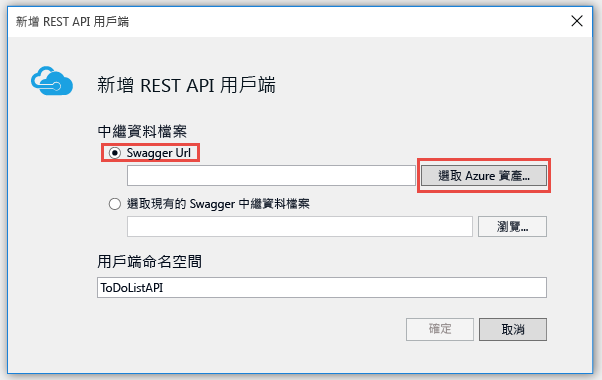 新增 REST API 用戶端
新增 REST API 用戶端
中繼資料檔案
Swagger Url
選取 Azure 資產...
選取現有的 Swagger 中繼資料檔案
瀏覽...
用戶端命名空間
ToDoListAPI
確定 取消